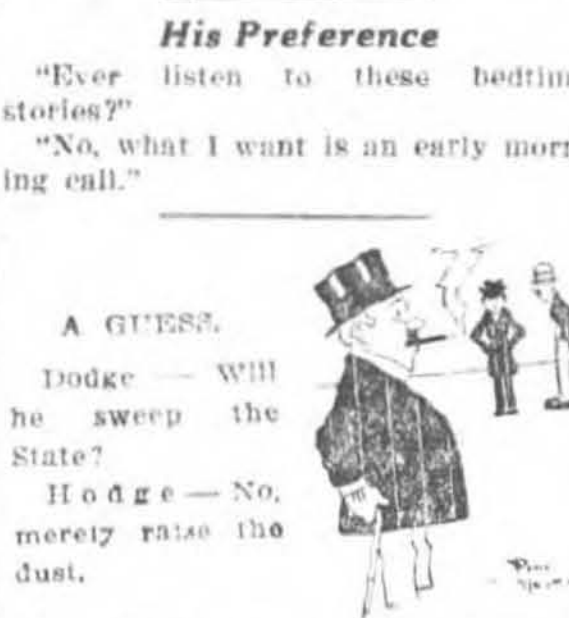 His Preference
"Ever listen to these bedtim
stories?"
"No, what I want is an early morn
ing call."
A GUESS.
Dodge — Will
he sweep the
State?
Hodge — No,
merely raise the
dust.